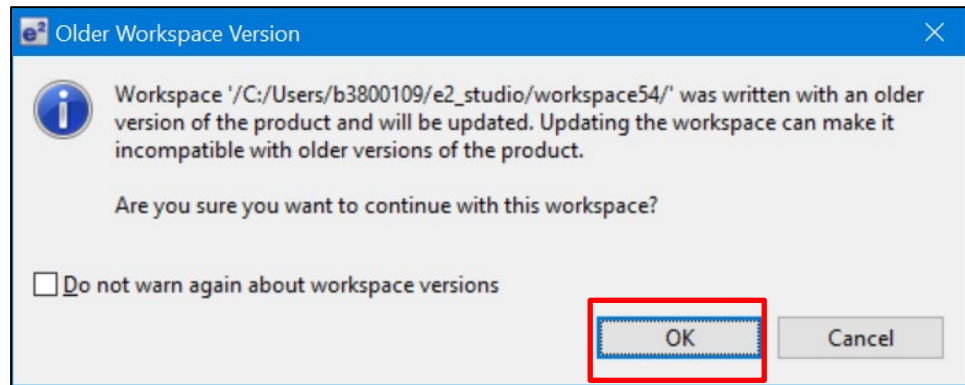 e² Older Workspace Version
Workspace '/C:/Users/b3800109/e2_studio/workspace54/' was written with an older
version of the product and will be updated. Updating the workspace can make it
incompatible with older versions of the product.
Are you sure you want to continue with this workspace?
Do not warn again about workspace versions
OK Cancel